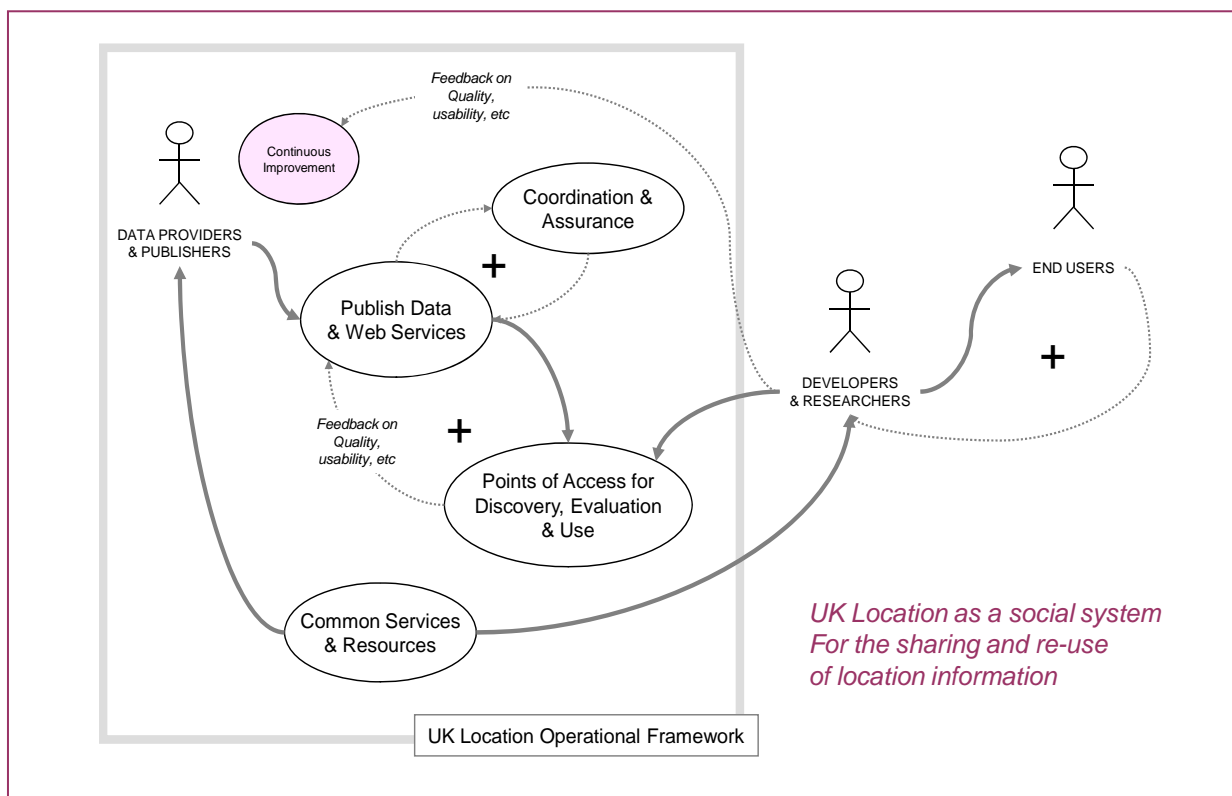 Feedback on
Quality,
usability, etc
Continuous
Improvement
Coordination &
Assurance
DATA PROVIDERS
& PUBLISHERS
+
END USERS
Publish Data
& Web Services
+
DEVELOPERS
& RESEARCHERS
Feedback on
Quality,
usability, etc
+
Points of Access for
Discovery, Evaluation
& Use
Common Services
& Resources
UK Location as a social system
For the sharing and re-use
of location information
UK Location Operational Framework